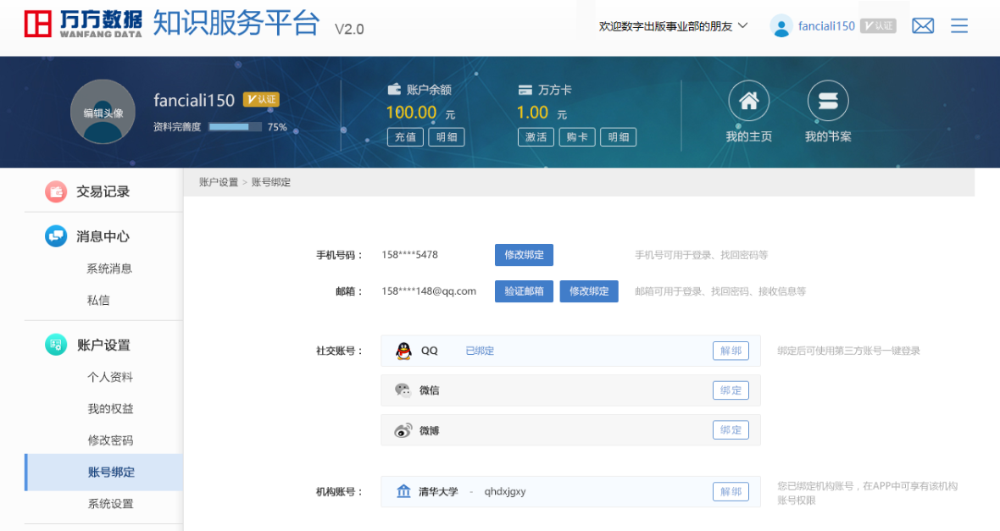 万方数据
WANFANG DATA
知识服务平台 V2.0
欢迎数字出版事业部的朋友
fanciali150 V认证
编辑头像
fanciali150 V认证
资料完善度 75%
账户余额
100.00 元
充值 明细
万方卡
1.00 元
激活 购卡 明细
我的主页 我的书案
交易记录
消息中心
系统消息
私信
账户设置
个人资料
我的权益
修改密码
账号绑定
系统设置
账户设置 > 账号绑定
手机号码： 158****5478 修改绑定 手机号可用于登录、找回密码等
邮箱： 158****148@qq.com 验证邮箱 修改绑定 邮箱可用于登录、找回密码、接收信息等
社交账号： QQ 已绑定 解绑 绑定后可使用第三方账号一键登录
微信 绑定
微博 绑定
机构账号： 清华大学 - qhdxjgxy 解绑 您已绑定机构账号，在APP中可享有该机构
账号权限